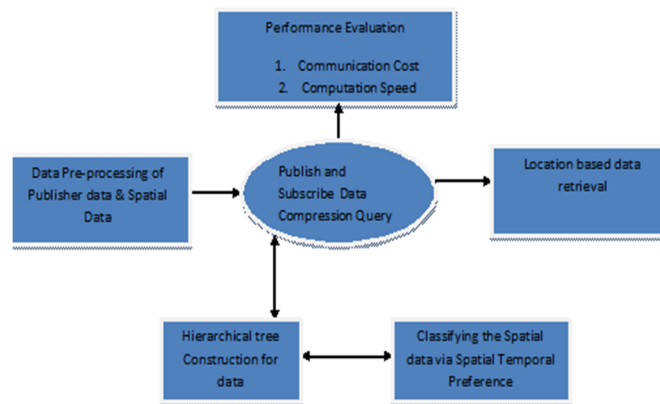 Performance Evaluation
1. Communication Cost
2. Computation Speed
Data Pre-processing of
Publisher data & Spatial
Data
Publish and
Subscribe Data
Compression Query
Location based data
retrieval
Hierarchical tree
Construction for
data
Classifying the Spatial
data via Spatial Temporal
Preference